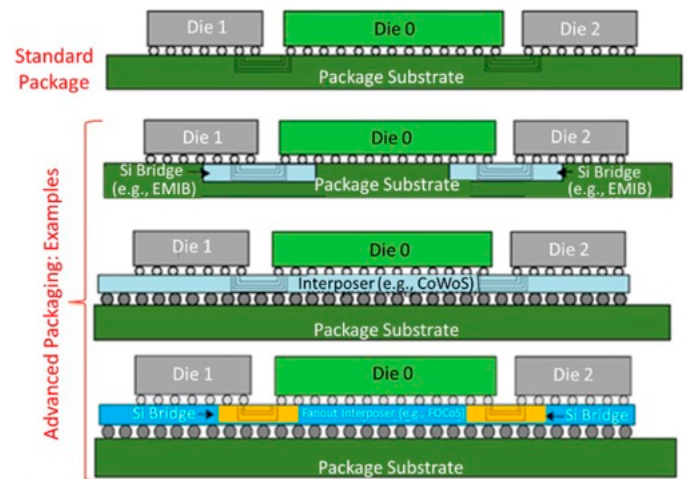 Die 1
Die 0
Die 2
Standard
Package
Package Substrate
Advanced Packaging: Examples
Die 1
Die 0
Die 2
Si Bridge
(e.g., EMIB)
Package Substrate
Si Bridge
(e.g., EMIB)
Die 1
Die 0
Die 2
Interposer (e.g., CoWoS)
Package Substrate
Die 1
Die 0
Die 2
Si Bridge
Fanout Interposer (e.g., FOCoS)
Si Bridge
Package Substrate